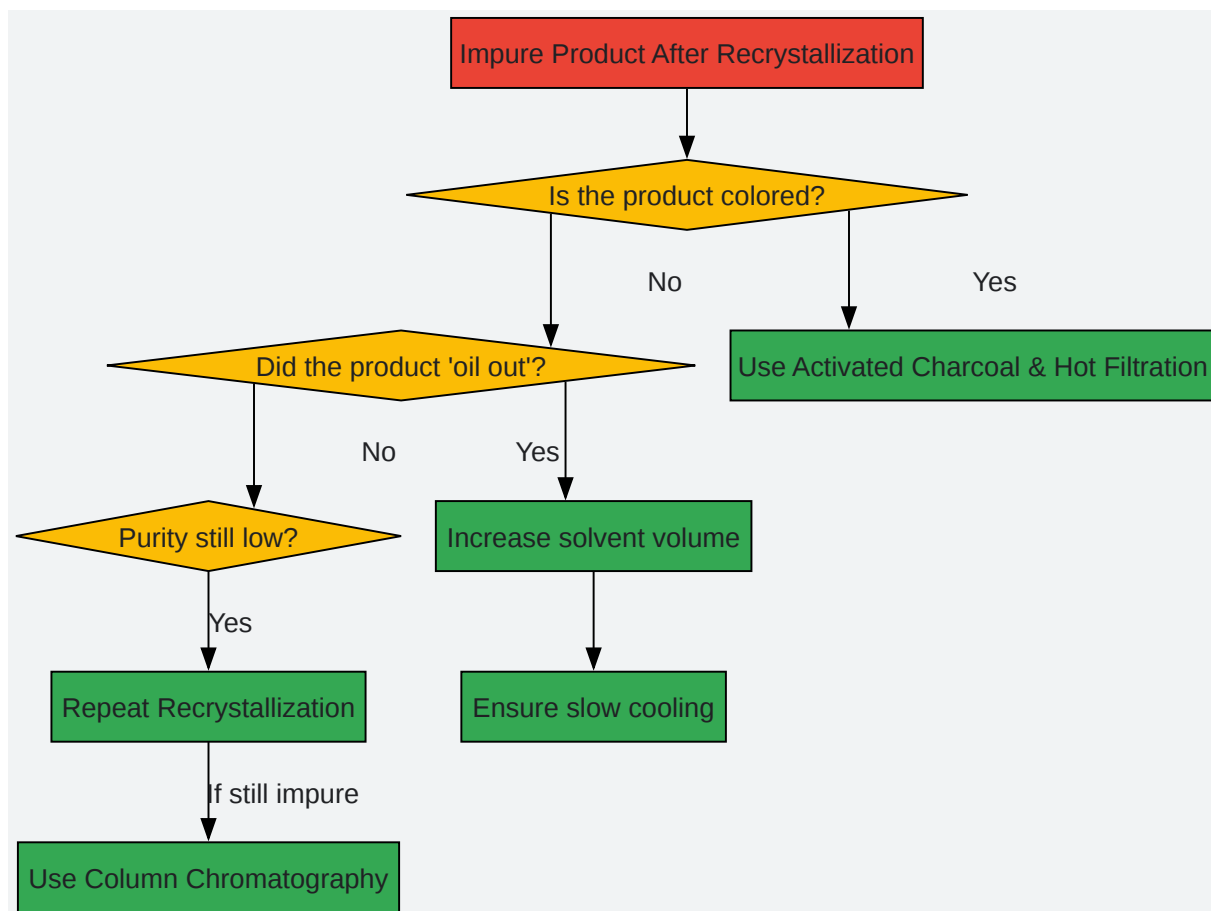 Impure Product After Recrystallization
Is the product colored?
No
Yes
Did the product 'oil out'?
Use Activated Charcoal & Hot Filtration
No
Yes
Purity still low?
Increase solvent volume
Yes
Repeat Recrystallization
Ensure slow cooling
If still impure
Use Column Chromatography